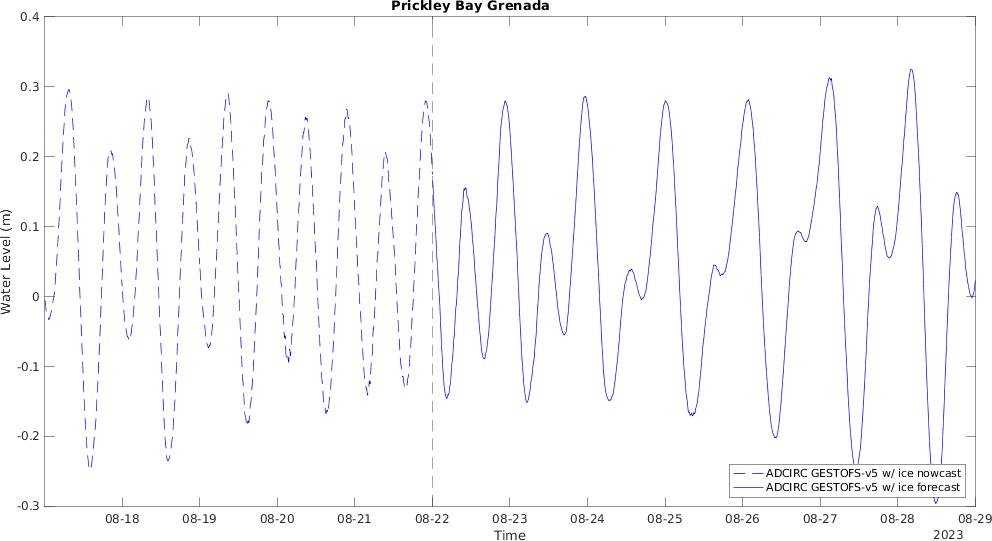 Prickley Bay Grenada
0.4
0.3
0.2
0.1
0
-0.1
-0.2
-0.3
Water Level (m)
ADCIRC GESTOFS-v5 w/ ice nowcast
ADCIRC GESTOFS-v5 w/ ice forecast
08-18 08-19 08-20 08-21 08-22 08-23 08-24 08-25 08-26 08-27 08-28 08-29
Time
2023